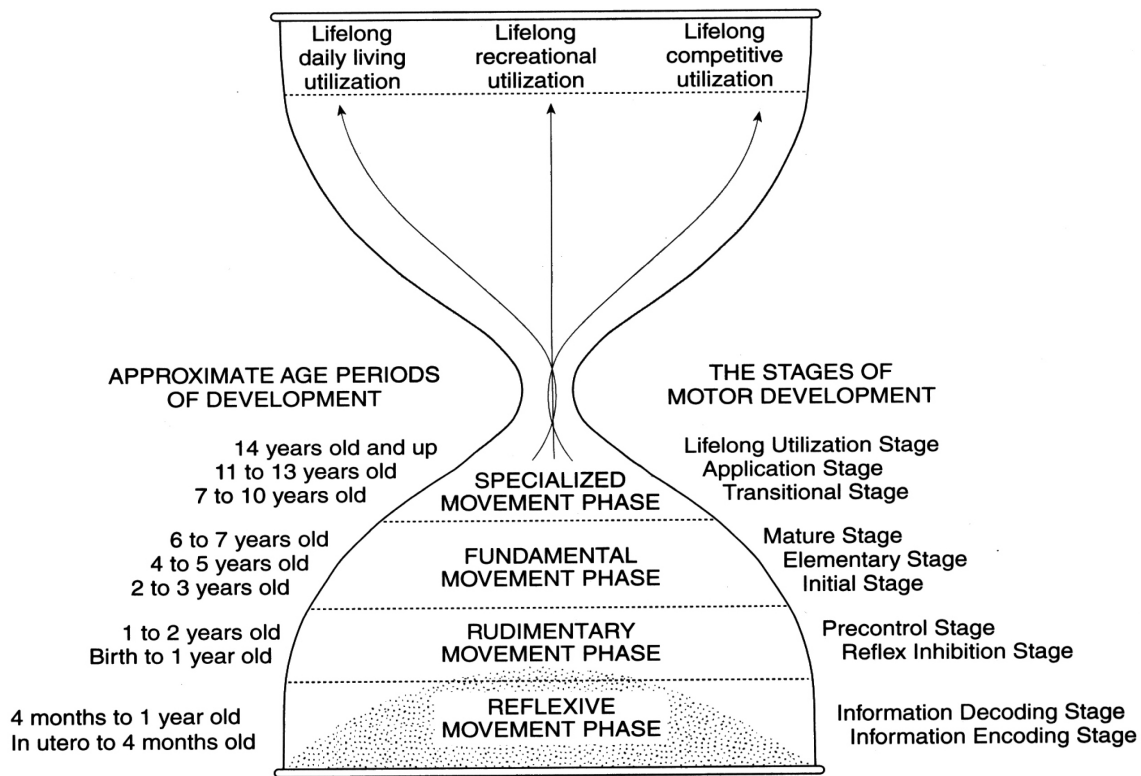 Lifelong
daily living
utilization
Lifelong
recreational
utilization
Lifelong
competitive
utilization
APPROXIMATE AGE PERIODS
OF DEVELOPMENT
THE STAGES OF
MOTOR DEVELOPMENT
14 years old and up
11 to 13 years old
7 to 10 years old
SPECIALIZED
MOVEMENT PHASE
Lifelong Utilization Stage
Application Stage
Transitional Stage
6 to 7 years old
4 to 5 years old
2 to 3 years old
FUNDAMENTAL
MOVEMENT PHASE
Mature Stage
Elementary Stage
Initial Stage
1 to 2 years old
Birth to 1 year old
RUDIMENTARY
MOVEMENT PHASE
Precontrol Stage
Reflex Inhibition Stage
4 months to 1 year old
In utero to 4 months old
REFLEXIVE
MOVEMENT PHASE
Information Decoding Stage
Information Encoding Stage